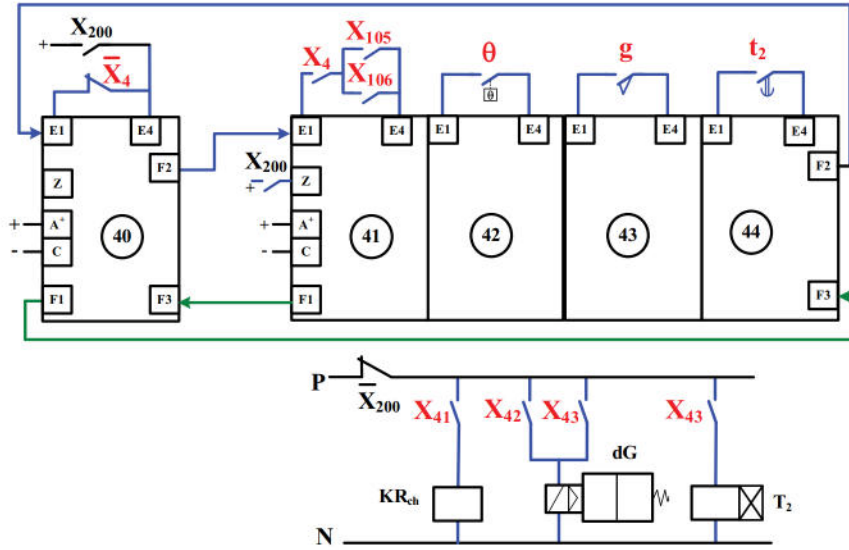 X200
+
X̅4
E1 E4
F2
Z
40
+ A+
- C
F1 F3
X105
X4
X106
θ
θ
g
t2
E1 E4 E1 E4 E1 E4 E1 E4
X200
+ Z
F2
+ A+
- C
41 42 43 44
F1
F3
P
X̅200
X41 X42 X43 X43
dG
KRch
T2
N